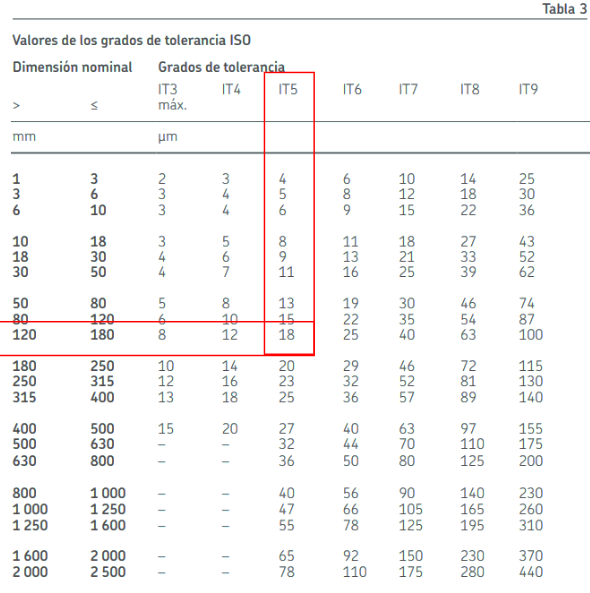 Tabla 3
Valores de los grados de tolerancia ISO
Dimensión nominal Grados de tolerancia
IT3 IT4 IT5 IT6 IT7 IT8 IT9
> ≤ máx.
mm µm
1 3 2 3 4 6 10 14 25
3 6 3 4 5 8 12 18 30
6 10 3 4 6 9 15 22 36
10 18 3 5 8 11 18 27 43
18 30 4 6 9 13 21 33 52
30 50 4 7 11 16 25 39 62
50 80 5 8 13 19 30 46 74
80 120 6 10 15 22 35 54 87
120 180 8 12 18 25 40 63 100
180 250 10 14 20 29 46 72 115
250 315 12 16 23 32 52 81 130
315 400 13 18 25 36 57 89 140
400 500 15 20 27 40 63 97 155
500 630 – – 32 44 70 110 175
630 800 – – 36 50 80 125 200
800 1 000 – – 40 56 90 140 230
1 000 1 250 – – 47 66 105 165 260
1 250 1 600 – – 55 78 125 195 310
1 600 2 000 – – 65 92 150 230 370
2 000 2 500 – – 78 110 175 280 440